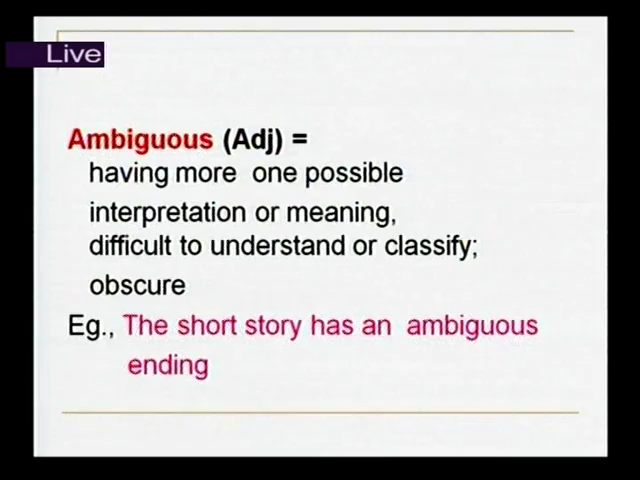 Live
Ambiguous (Adj) =
having more one possible
interpretation or meaning,
difficult to understand or classify;
obscure
Eg., The short story has an ambiguous
ending